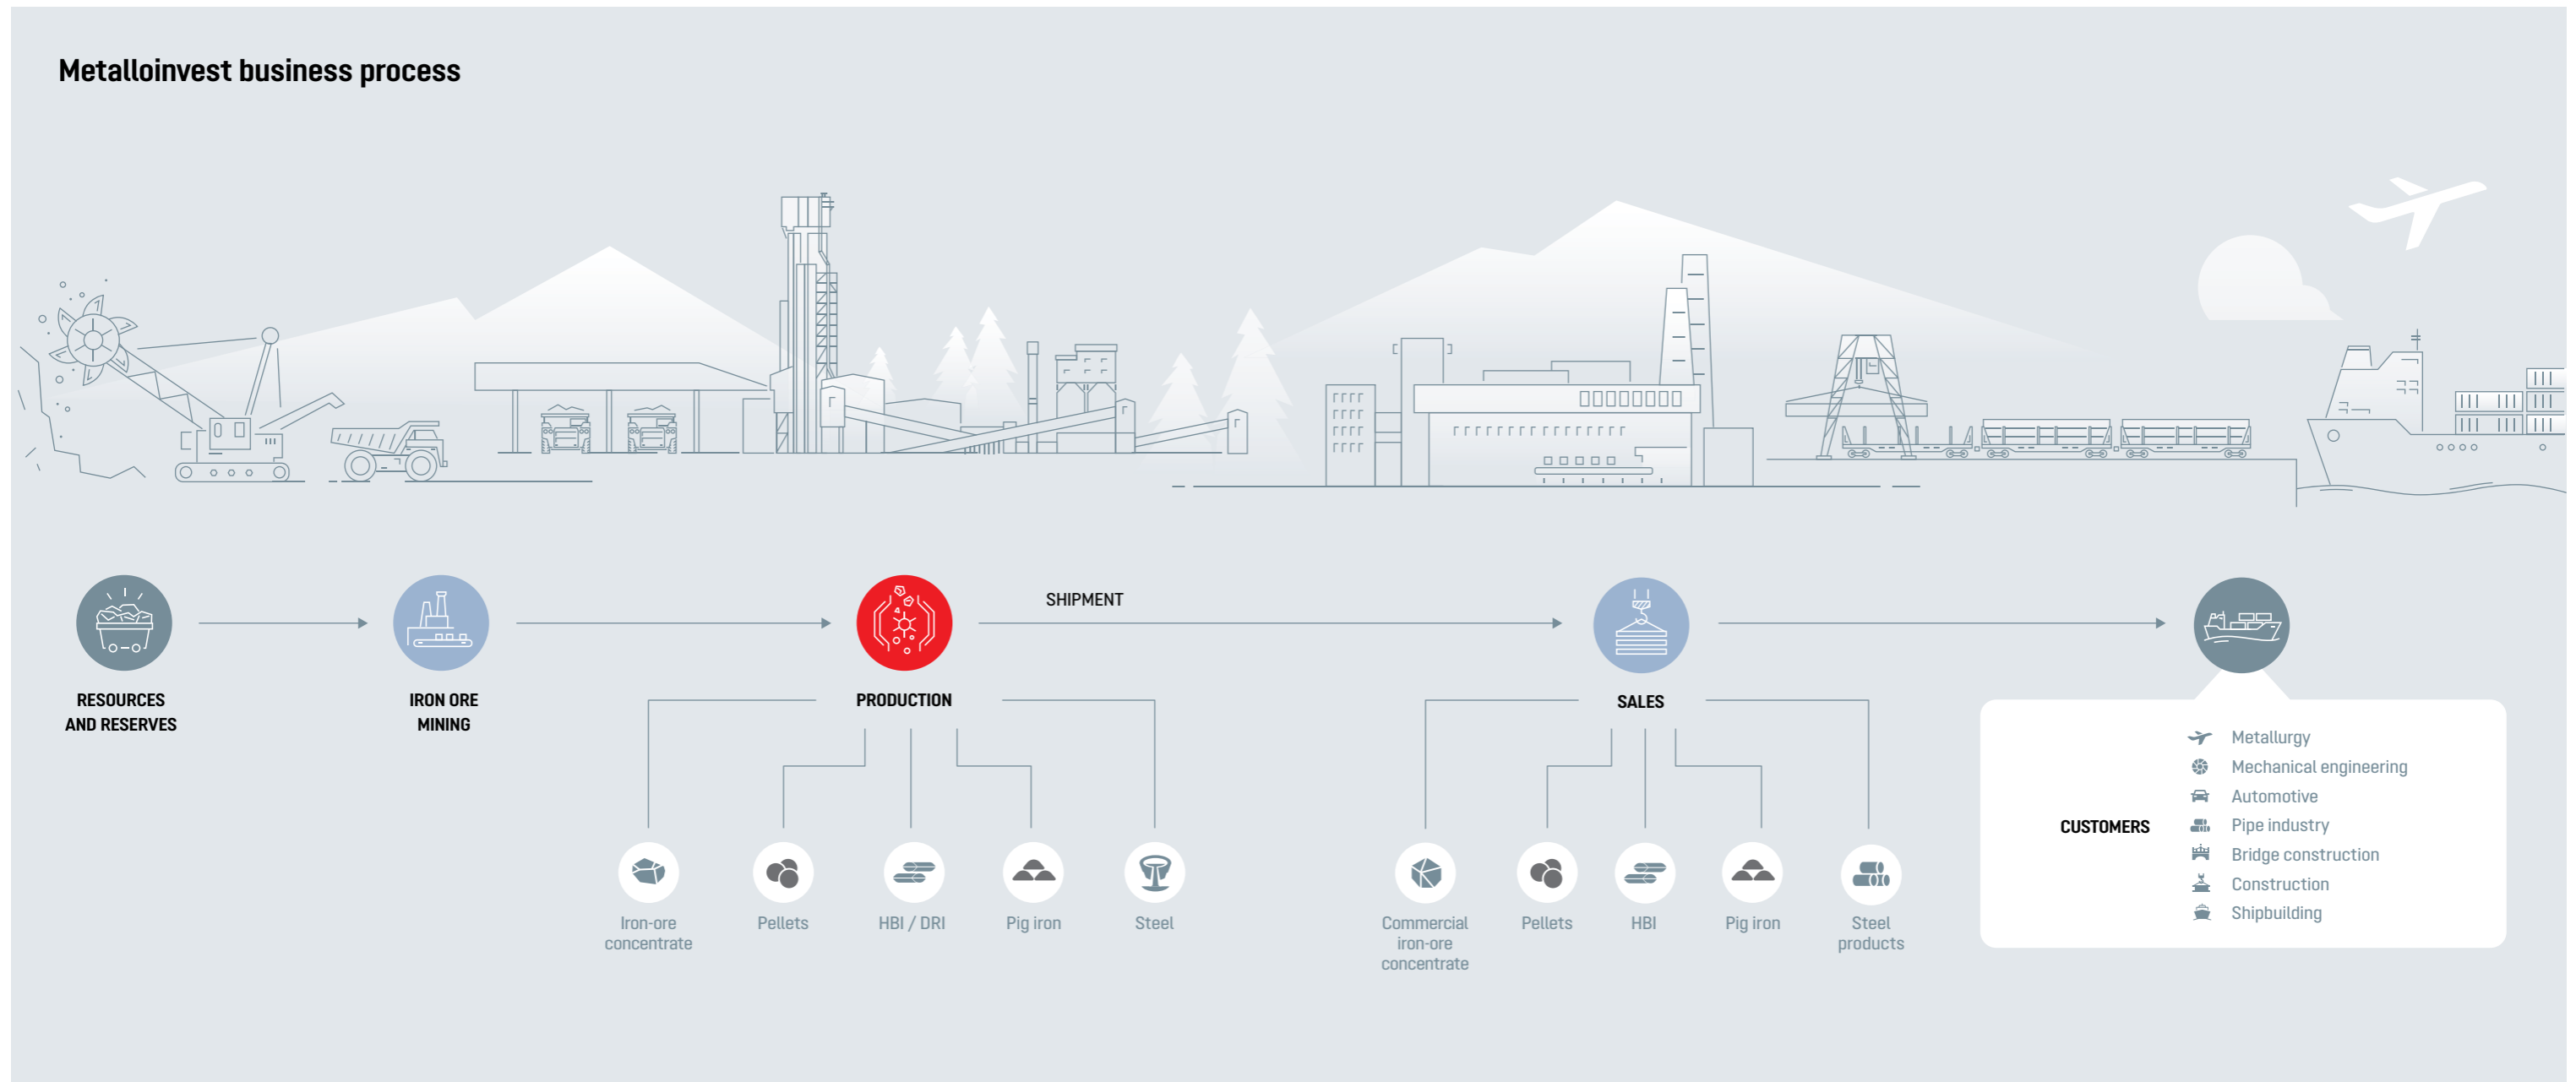 Metalloinvest business process
SHIPMENT
RESOURCES
AND RESERVES
IRON ORE
MINING
PRODUCTION
SALES
Iron-ore
concentrate
Pellets
HBI / DRI
Pig iron
Steel
Commercial
iron-ore
concentrate
Pellets
HBI
Pig iron
Steel
products
CUSTOMERS
Metallurgy
Mechanical engineering
Automotive
Pipe industry
Bridge construction
Construction
Shipbuilding